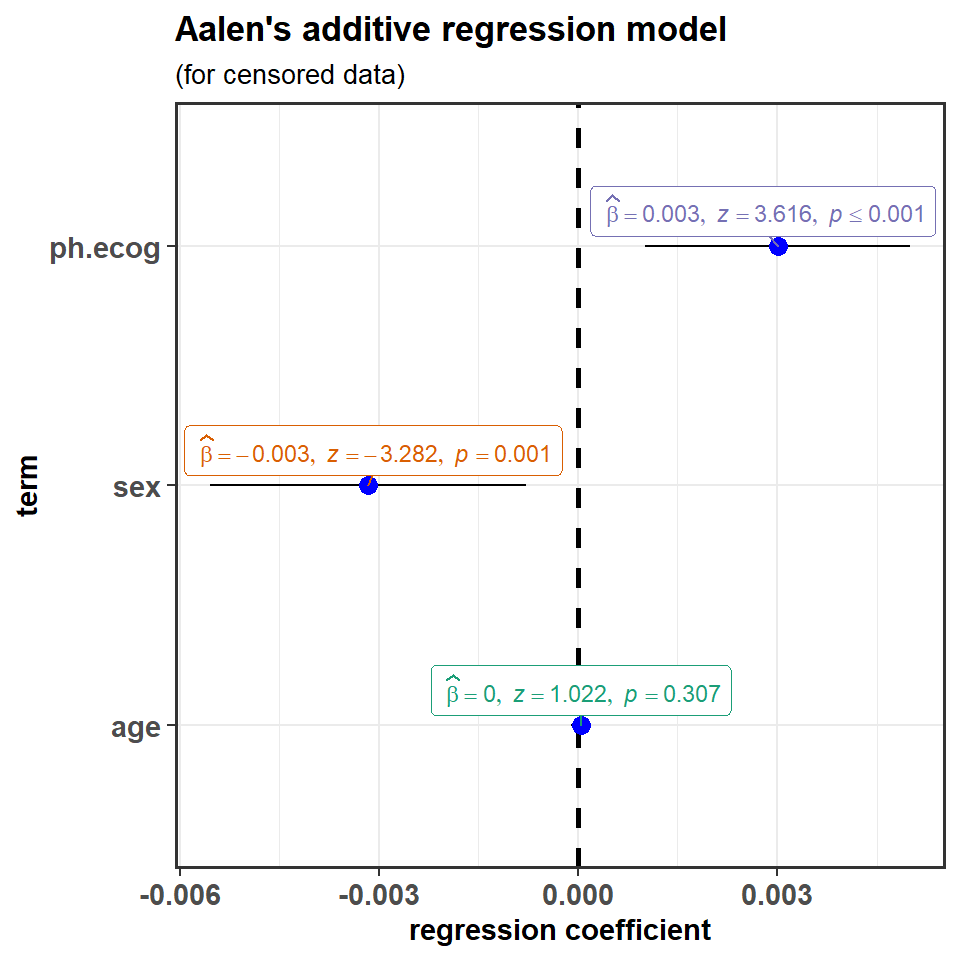 Aalen's additive regression model
(for censored data)
ph.ecog
β̂ = 0.003, z = 3.616, p ≤ 0.001
sex
β̂ = −0.003, z = −3.282, p = 0.001
term
age
β̂ = 0, z = 1.022, p = 0.307
-0.006 -0.003 0.000 0.003
regression coefficient